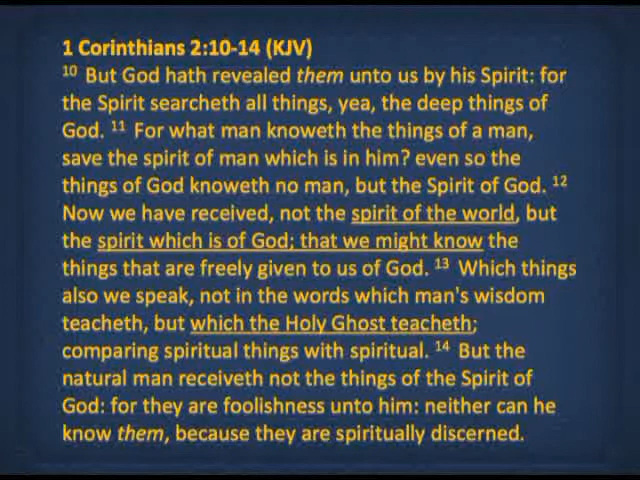 1 Corinthians 2:10-14 (KJV)
10 But God hath revealed them unto us by his Spirit: for
the Spirit searcheth all things, yea, the deep things of
God. 11 For what man knoweth the things of a man,
save the spirit of man which is in him? even so the
things of God knoweth no man, but the Spirit of God. 12
Now we have received, not the spirit of the world, but
the spirit which is of God; that we might know the
things that are freely given to us of God. 13 Which things
also we speak, not in the words which man's wisdom
teacheth, but which the Holy Ghost teacheth;
comparing spiritual things with spiritual. 14 But the
natural man receiveth not the things of the Spirit of
God: for they are foolishness unto him: neither can he
know them, because they are spiritually discerned.